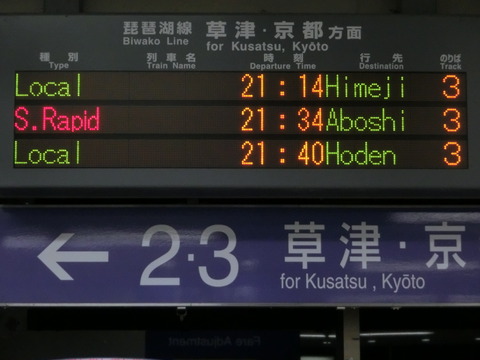 琵琶湖線 草津・京都方面
Biwako Line for Kusatsu, Kyōto
種別 列車名 時刻 行先 のりば
Type Train Name Departure Time Destination Track
Local 21:14 Himeji 3
S.Rapid 21:34 Aboshi 3
Local 21:40 Hoden 3
← 2·3 草津・京
for Kusatsu , Kyōto
Fare Adjustment